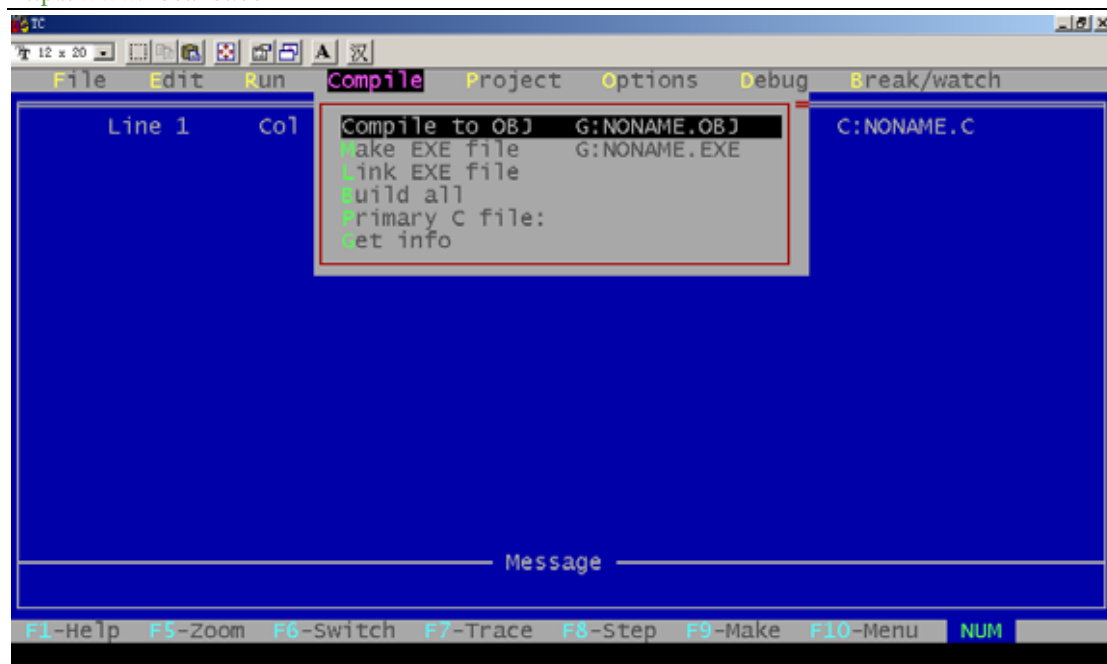 TC
Tr 12 x 20 A 汉
File Edit Run Compile Project Options Debug Break/watch
Line 1 Col C:NONAME.C
Compile to OBJ G:NONAME.OBJ
Make EXE file G:NONAME.EXE
Link EXE file
Build all
Primary C file:
Get info
Message
F1-Help F5-Zoom F6-Switch F7-Trace F8-Step F9-Make F10-Menu NUM